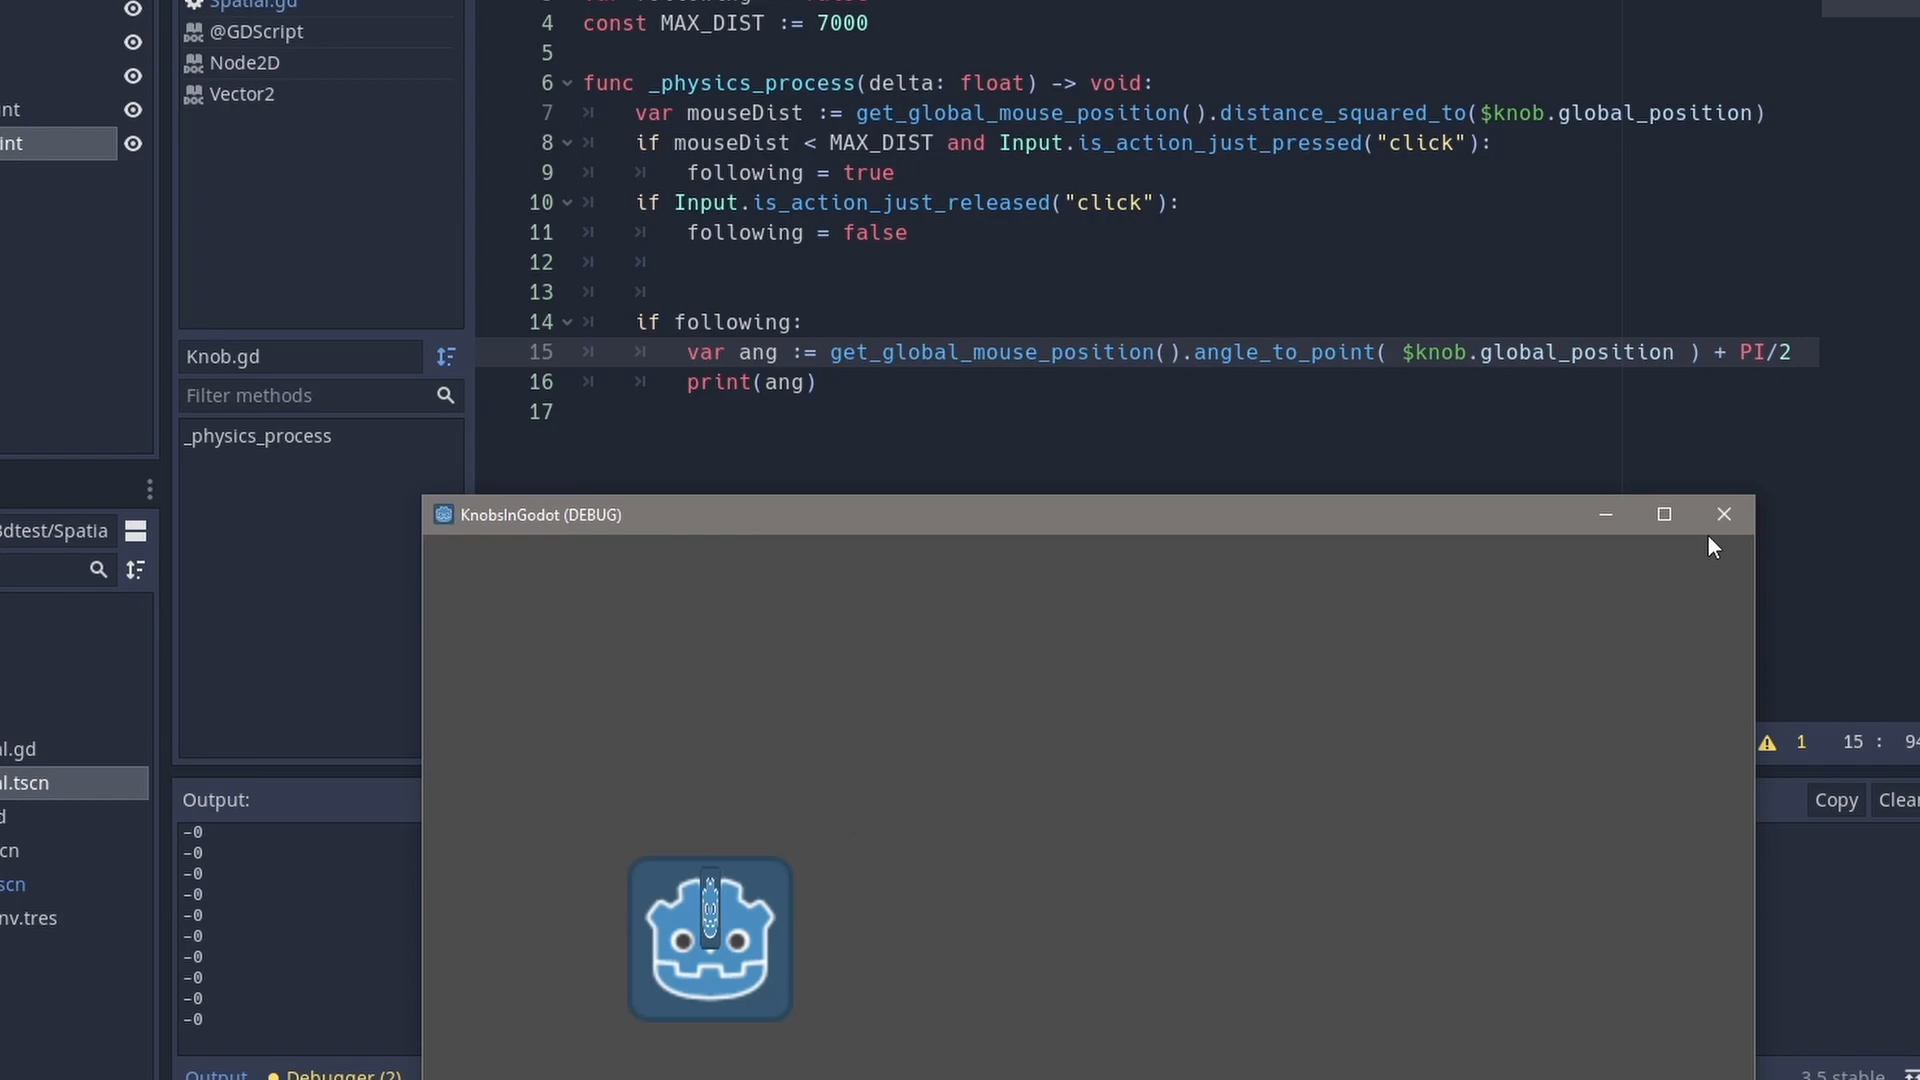 Spatial.gd
@GDScript
Node2D
Vector2
int
int
4 const MAX_DIST := 7000
5
6 func _physics_process(delta: float) -> void:
7 var mouseDist := get_global_mouse_position().distance_squared_to($knob.global_position)
8 if mouseDist < MAX_DIST and Input.is_action_just_pressed("click"):
9 following = true
10 if Input.is_action_just_released("click"):
11 following = false
12
13
14 if following:
15 var ang := get_global_mouse_position().angle_to_point( $knob.global_position ) + PI/2
16 print(ang)
17
Knob.gd
Filter methods
_physics_process
3dtest/Spatia
l.gd
l.tscn
d
cn
scn
nv.tres
KnobsInGodot (DEBUG)
1 15 : 94
Output:
Copy Clear
-0
-0
-0
-0
-0
-0
-0
-0
-0
-0
Output Debugger (2)
3.5.stable